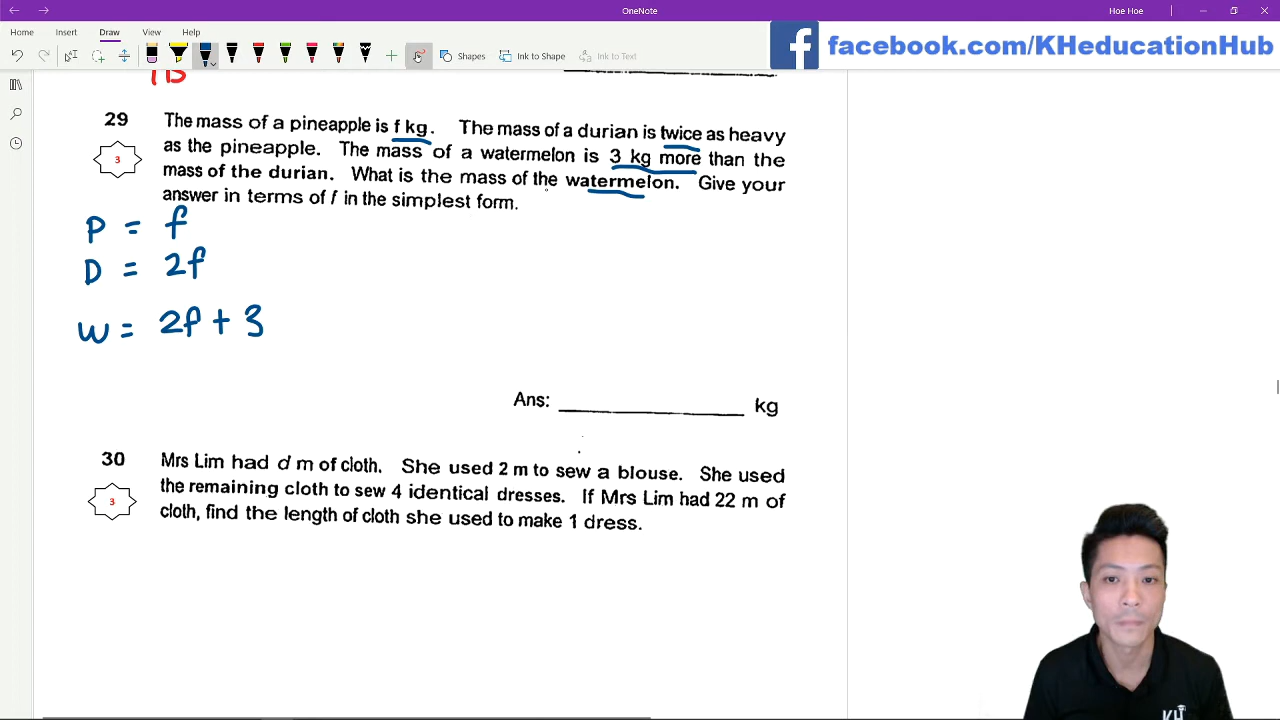 OneNote
Hoe Hoe
Home Insert Draw View Help
Shapes Ink to Shape Ink to Text
facebook.com/KHeducationHub
29 The mass of a pineapple is f kg. The mass of a durian is twice as heavy
3 as the pineapple. The mass of a watermelon is 3 kg more than the
mass of the durian. What is the mass of the watermelon. Give your
answer in terms of f in the simplest form.
P = f
D = 2f
W = 2f + 3
Ans: kg
30 Mrs Lim had d m of cloth. She used 2 m to sew a blouse. She used
3 the remaining cloth to sew 4 identical dresses. If Mrs Lim had 22 m of
cloth, find the length of cloth she used to make 1 dress.
KH